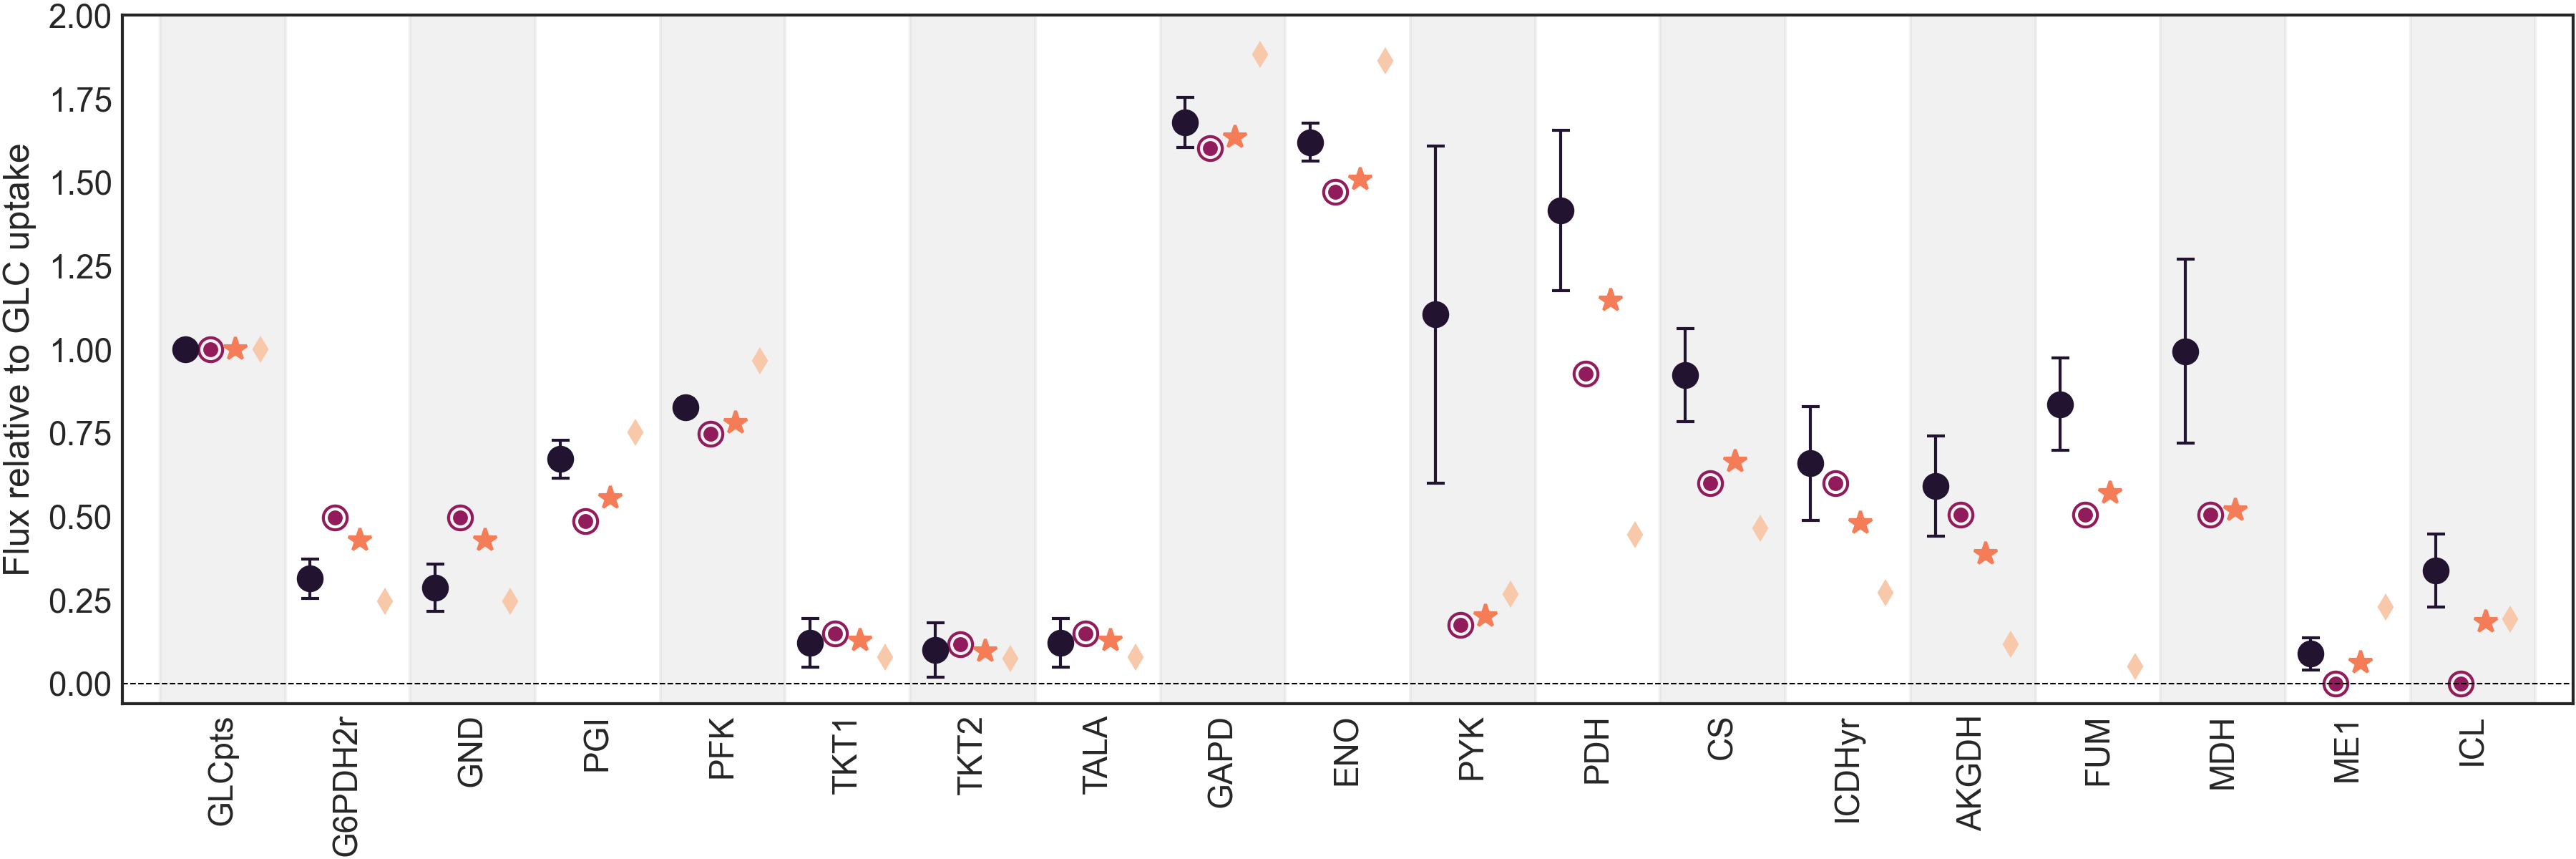 Flux relative to GLC uptake
2.00
1.75
1.50
1.25
1.00
0.75
0.50
0.25
0.00
GLCpts
G6PDH2r
GND
PGI
PFK
TKT1
TKT2
TALA
GAPD
ENO
PYK
PDH
CS
ICDHyr
AKGDH
FUM
MDH
ME1
ICL